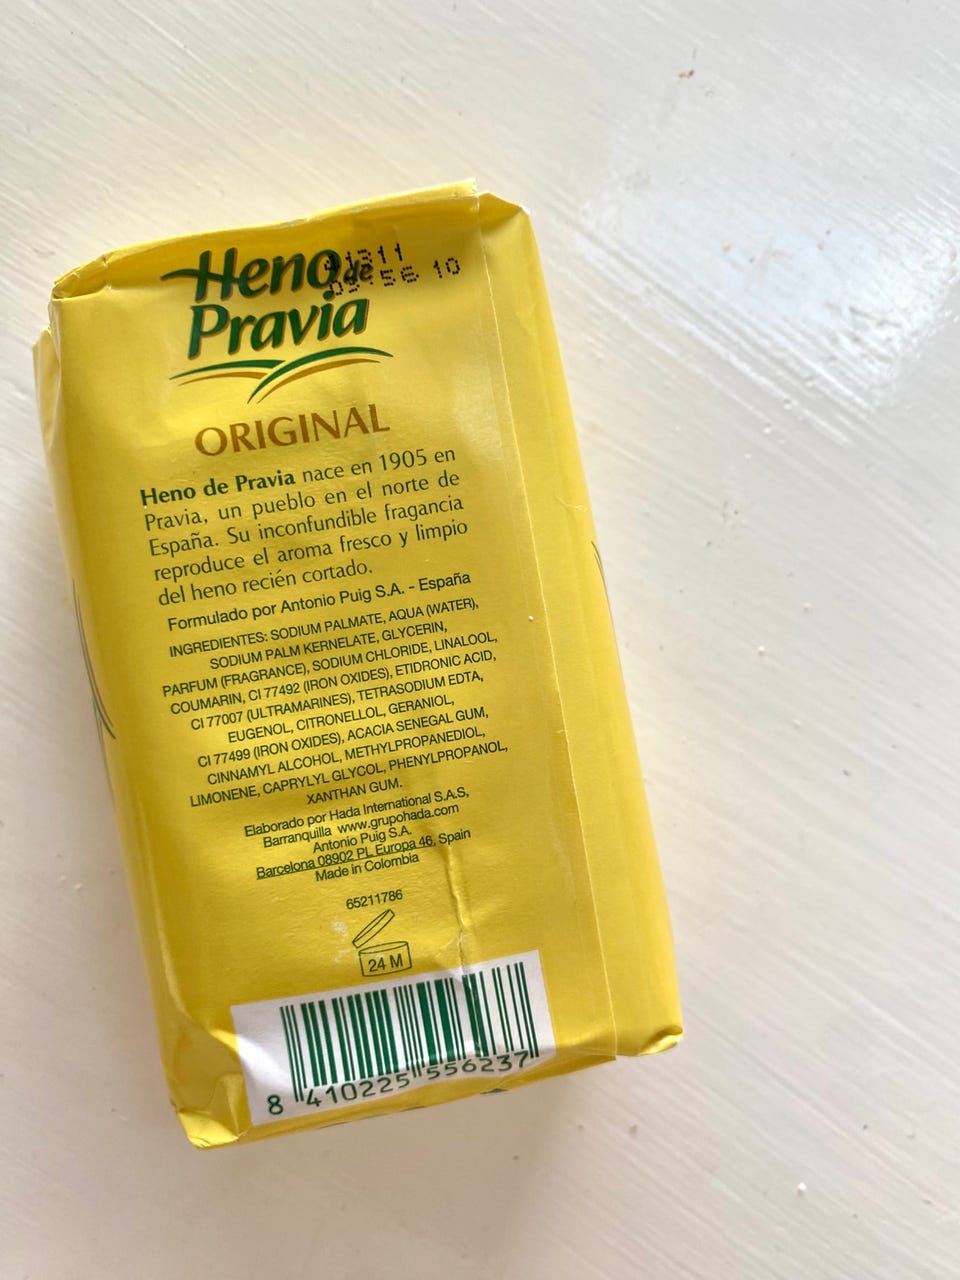 Heno de
Pravia
1311
56 10
ORIGINAL
Heno de Pravia nace en 1905 en
Pravia, un pueblo en el norte de
España. Su inconfundible fragancia
reproduce el aroma fresco y limpio
del heno recién cortado.
Formulado por Antonio Puig S.A. - España
INGREDIENTES: SODIUM PALMATE, AQUA (WATER),
SODIUM PALM KERNELATE, GLYCERIN,
PARFUM (FRAGRANCE), SODIUM CHLORIDE, LINALOOL,
COUMARIN, CI 77492 (IRON OXIDES), ETIDRONIC ACID,
CI 77007 (ULTRAMARINES), TETRASODIUM EDTA,
EUGENOL, CITRONELLOL, GERANIOL,
CI 77499 (IRON OXIDES), ACACIA SENEGAL GUM,
CINNAMYL ALCOHOL, METHYLPROPANEDIOL,
LIMONENE, CAPRYLYL GLYCOL, PHENYLPROPANOL,
XANTHAN GUM.
Elaborado por Hada International S.A.S,
Barranquilla www.grupohada.com
Antonio Puig S.A.
Barcelona 08902 PL Europa 46, Spain
Made in Colombia
65211786
24 M
8 410225 556237